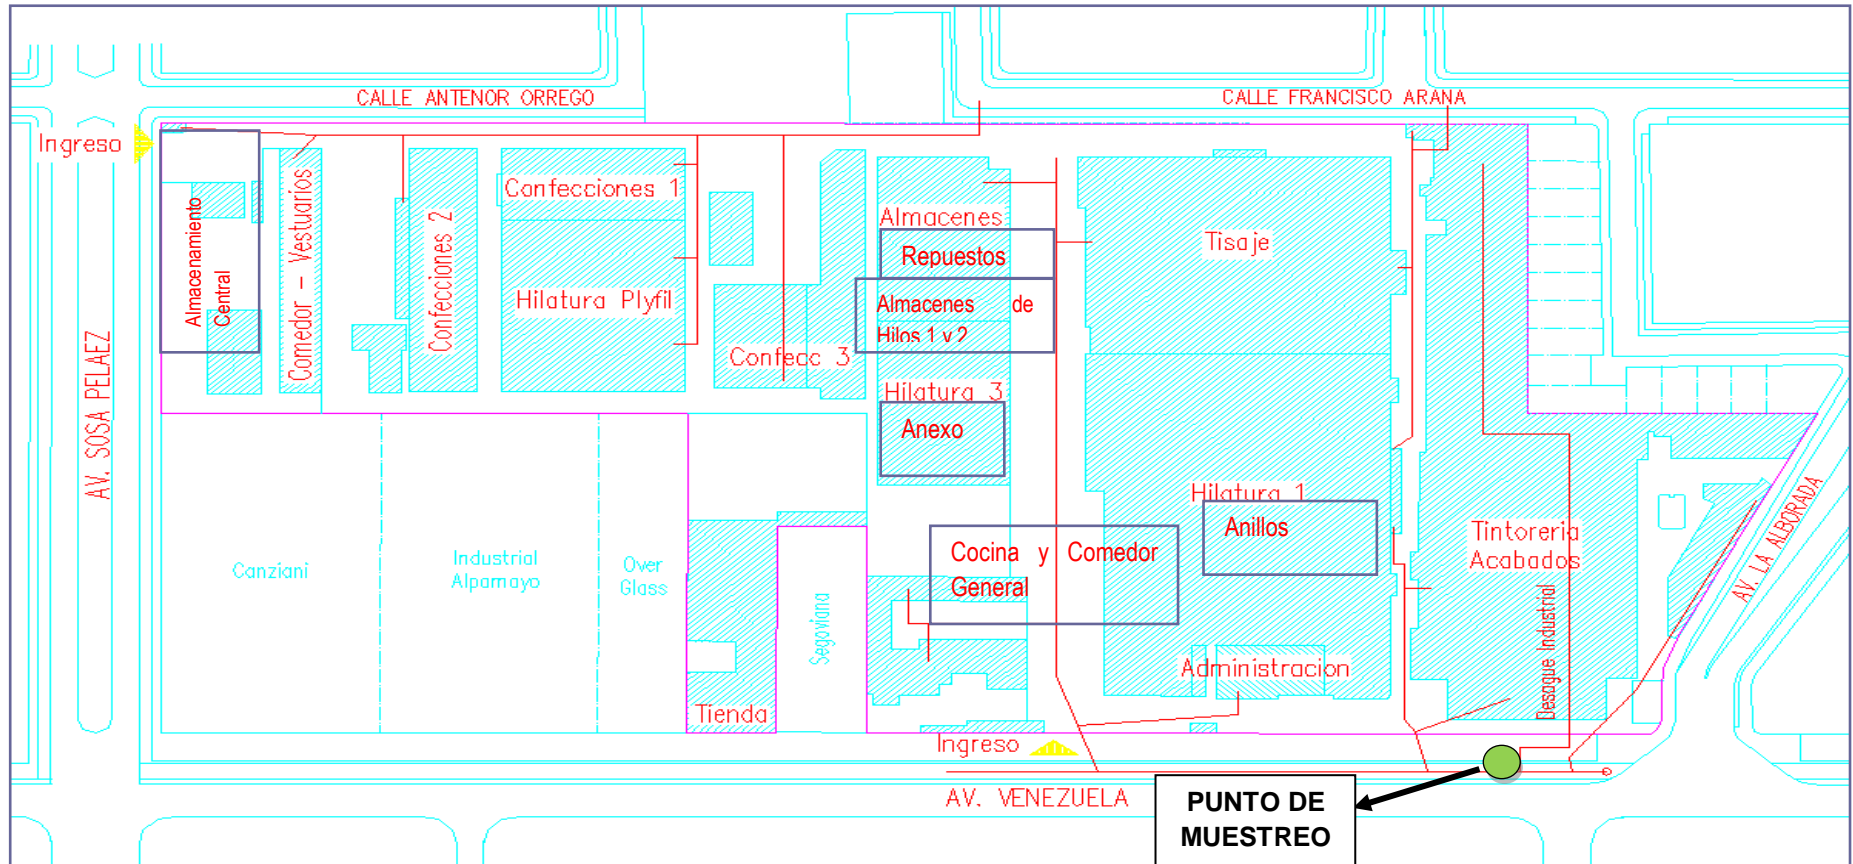 CALLE ANTENOR ORREGO
CALLE FRANCISCO ARANA
Ingreso
Almacenamiento
Central
Comedor - Vestuarios
Confecciones 2
Confecciones 1
Hilatura Plyfil
Confecc 3
Almacenes
Repuestos
Almacenes de
Hilos 1 y 2
Hilatura 3
Anexo
Tisaje
Hilatura 1
Anillos
Cocina y Comedor
General
Tintoreria
Acabados
Desague Industrial
Administracion
AV. SOSA PELAEZ
Canziani
Industrial
Alpamayo
Over
Glass
Segoviana
Tienda
Ingreso
AV. LA ALBORADA
AV. VENEZUELA
PUNTO DE
MUESTREO